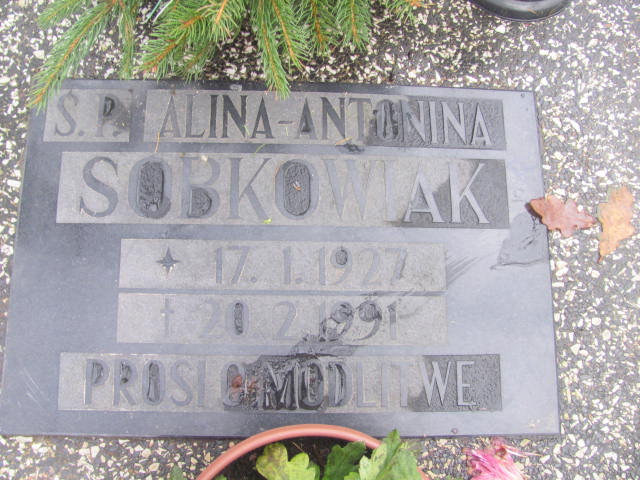 S.P. ALINA-ANTONINA
SOBKOWIAK
17.1.1927
† 20.2.1991
PROSI O MODLITWE